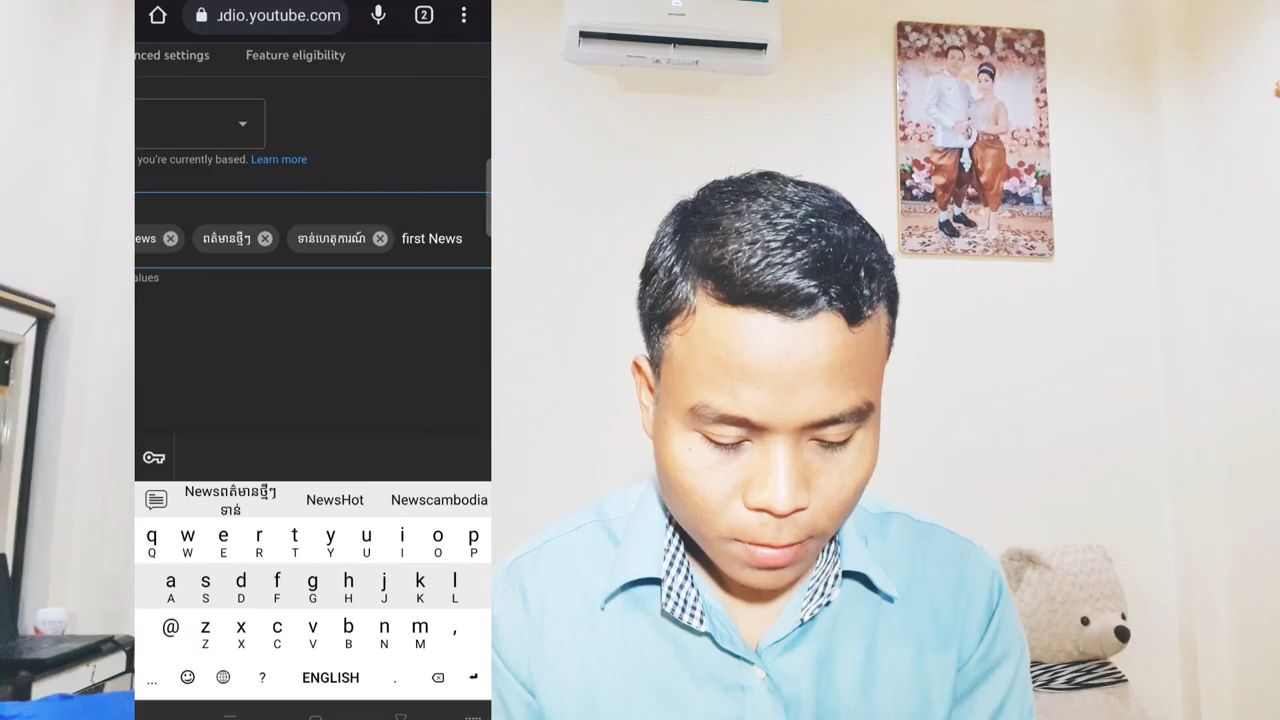 udio.youtube.com
2
nced settings
Feature eligibility
you're currently based. Learn more
ews
ពត៌មានថ្មីៗ
ទាន់ហេតុការណ៍
first News
alues
Newsពត៌មានថ្មីៗ
ទាន់
NewsHot
Newscambodia
q w e r t y u i o p
Q W E R T Y U I O P
a s d f g h j k l
A S D F G H J K L
@ z x c v b n m ,
Z X C V B N M
... ? ENGLISH .